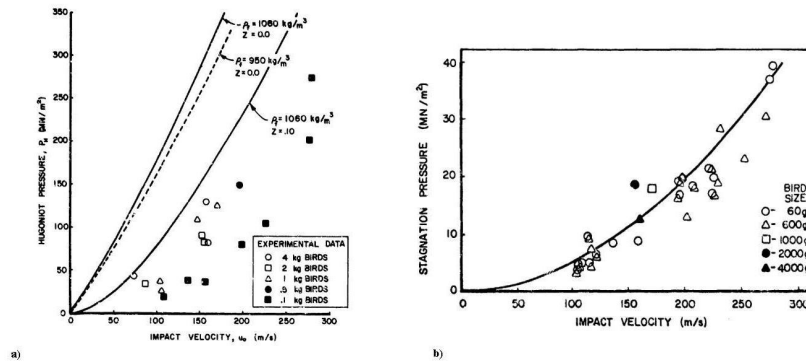 350
300
250
200
150
100
50
0
HUGONIOT PRESSURE, P_H (MN/m²)
ρ_f = 1060 kg/m³
Z=0.0
ρ_f = 950 kg/m³
Z=0.0
ρ_f = 1060 kg/m³
Z=.10
EXPERIMENTAL DATA
○ 4 kg BIRDS
□ 2 kg BIRDS
△ 1 kg BIRDS
● .5 kg BIRDS
■ .1 kg BIRDS
0 50 100 150 200 250 300
IMPACT VELOCITY, u₀ (m/s)
a)
40
30
20
10
0
STAGNATION PRESSURE (MN/m²)
BIRD
SIZE
○- 60g
△- 600g
□- 1000g
●- 2000g
▲- 4000g
0 50 100 150 200 250 300
IMPACT VELOCITY (m/s)
b)